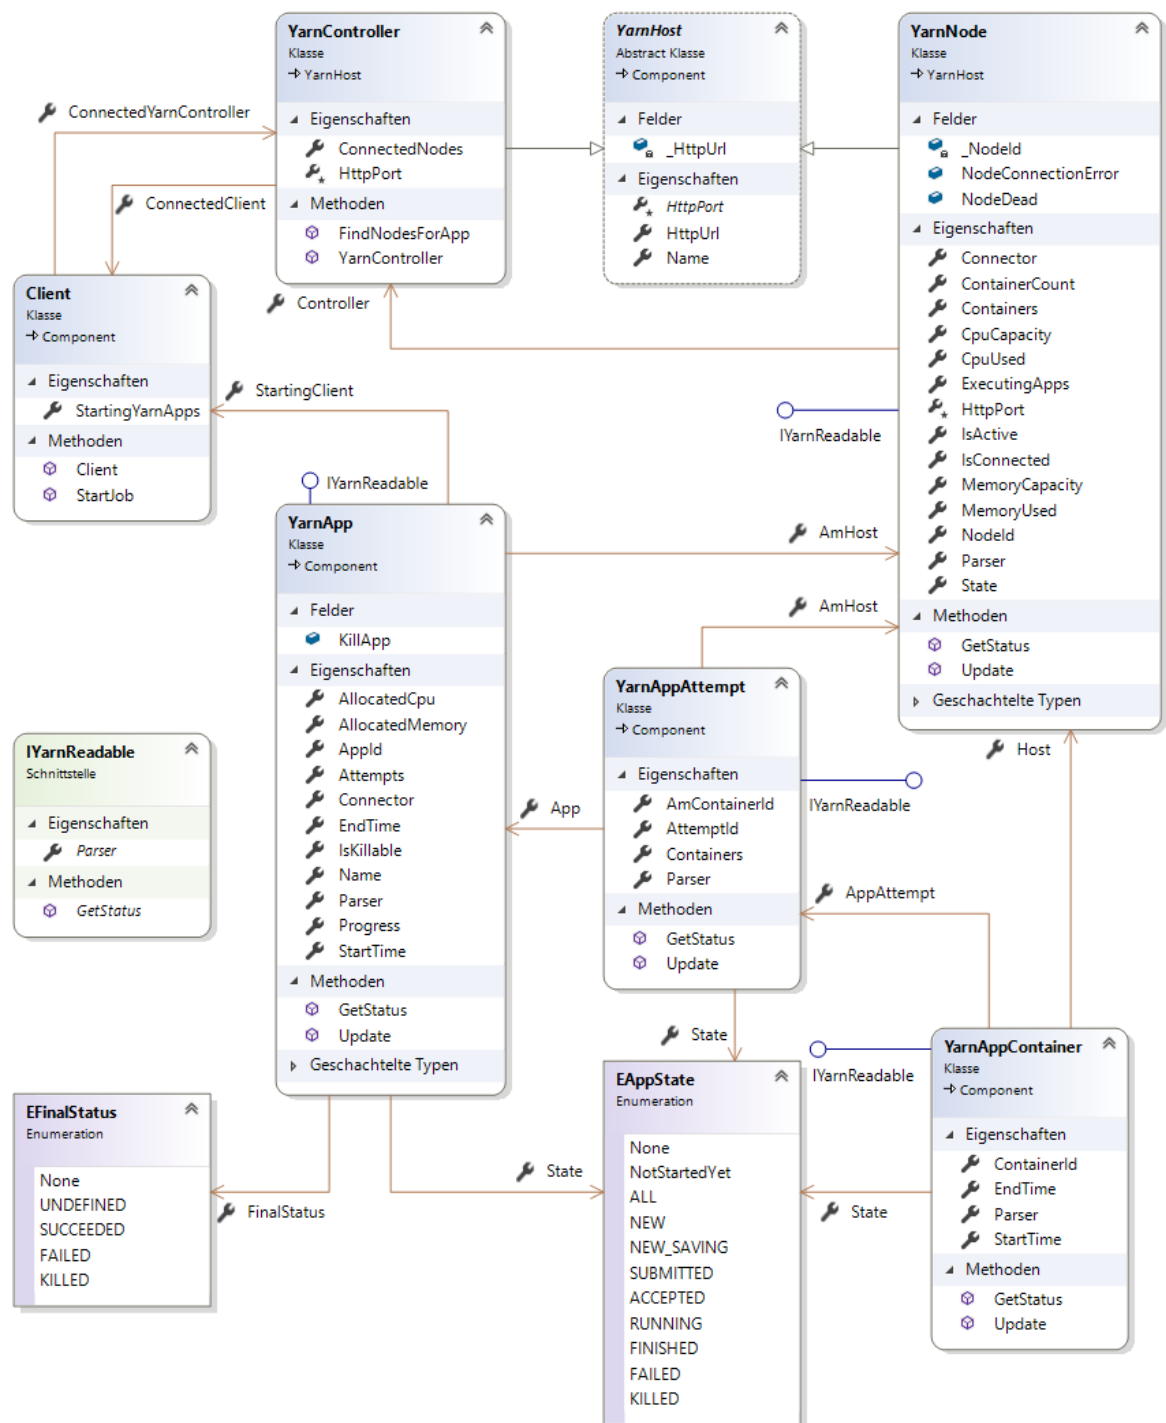 YarnController
Klasse
YarnHost
Eigenschaften
ConnectedNodes
HttpPort
Methoden
FindNodesForApp
YarnController
YarnHost
Abstract Klasse
Component
Felder
_HttpUrl
Eigenschaften
HttpPort
HttpUrl
Name
YarnNode
Klasse
YarnHost
Felder
_NodeId
NodeConnectionError
NodeDead
Eigenschaften
Connector
ContainerCount
Containers
CpuCapacity
CpuUsed
ExecutingApps
HttpPort
IsActive
IsConnected
MemoryCapacity
MemoryUsed
NodeId
Parser
State
Methoden
GetStatus
Update
Geschachtelte Typen
ConnectedYarnController
ConnectedClient
Controller
Client
Klasse
Component
Eigenschaften
StartingYarnApps
Methoden
Client
StartJob
StartingClient
IYarnReadable
IYarnReadable
YarnApp
Klasse
Component
Felder
KillApp
Eigenschaften
AllocatedCpu
AllocatedMemory
AppId
Attempts
Connector
EndTime
IsKillable
Name
Parser
Progress
StartTime
Methoden
GetStatus
Update
Geschachtelte Typen
AmHost
AmHost
YarnAppAttempt
Klasse
Component
Eigenschaften
AmContainerId
AttemptId
Containers
Parser
Methoden
GetStatus
Update
IYarnReadable
Host
App
AppAttempt
IYarnReadable
Schnittstelle
Eigenschaften
Parser
Methoden
GetStatus
State
IYarnReadable
YarnAppContainer
Klasse
Component
Eigenschaften
ContainerId
EndTime
Parser
StartTime
Methoden
GetStatus
Update
EFinalStatus
Enumeration
None
UNDEFINED
SUCCEEDED
FAILED
KILLED
FinalStatus
State
EAppState
Enumeration
None
NotStartedYet
ALL
NEW
NEW_SAVING
SUBMITTED
ACCEPTED
RUNNING
FINISHED
FAILED
KILLED
State